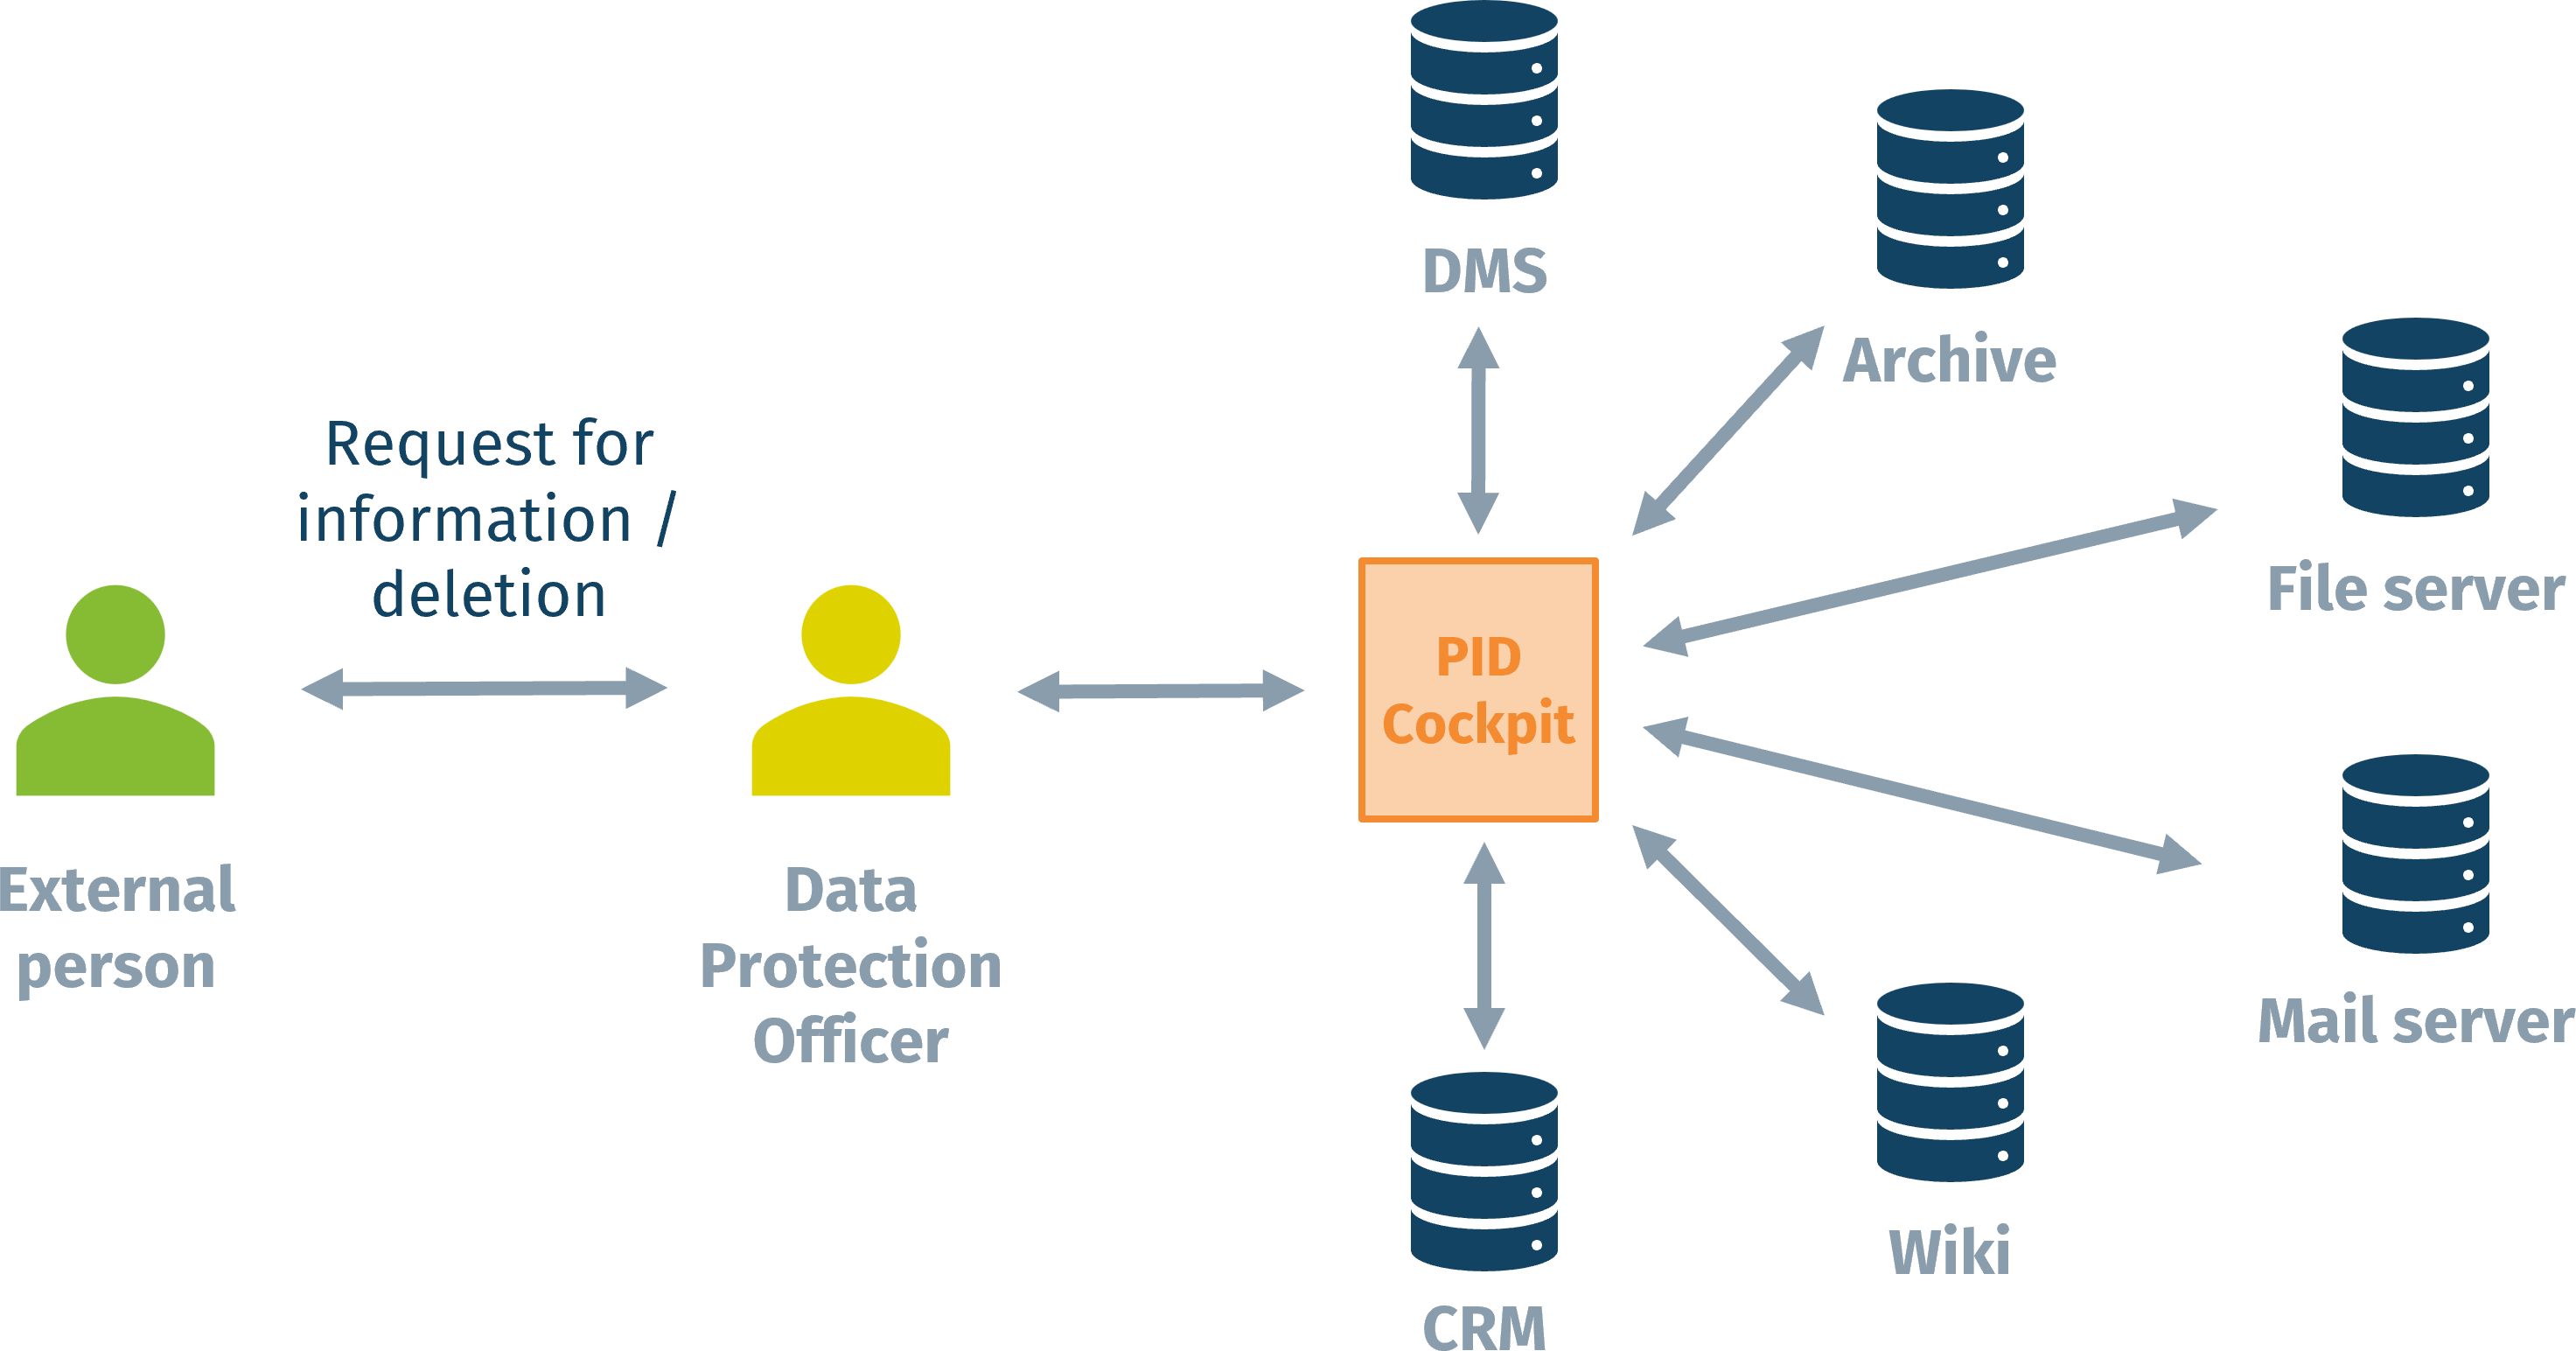 DMS
Archive
Request for
information /
deletion
File server
PID
Cockpit
External
person
Data
Protection
Officer
Mail server
Wiki
CRM